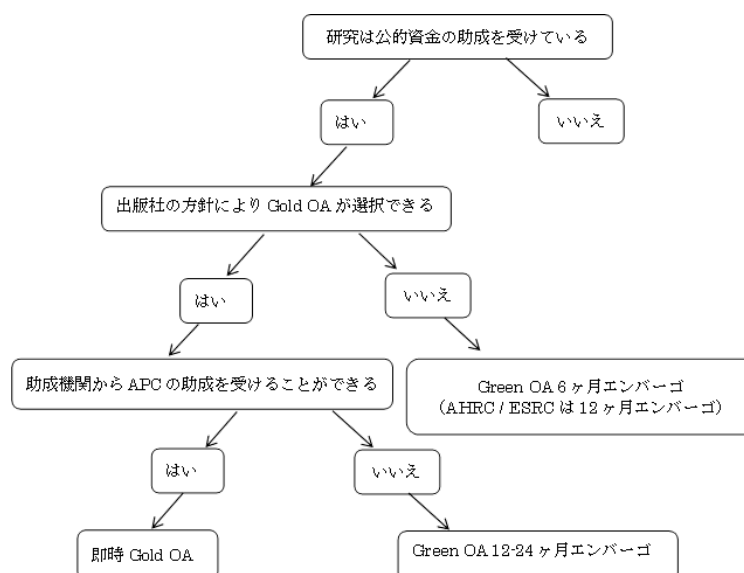 研究は公的資金の助成を受けている
はい
いいえ
出版社の方針により Gold OA が選択できる
はい
いいえ
助成機関から APC の助成を受けることができる
Green OA 6ヶ月エンバーゴ
(AHRC / ESRC は 12ヶ月エンバーゴ)
はい
いいえ
即時 Gold OA
Green OA 12-24ヶ月エンバーゴ